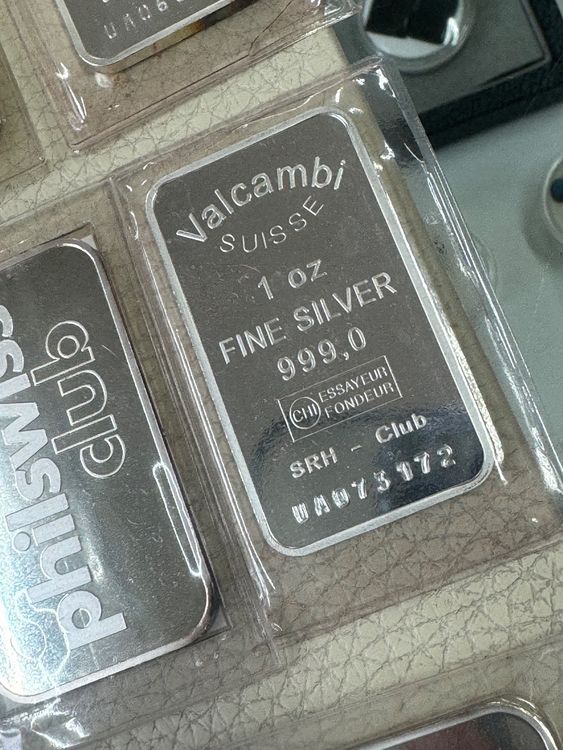 Valcambi
SUISSE
1 oz
FINE SILVER
999,0
CHI ESSAYEUR
FONDEUR
SRH - Club
philswiss
club